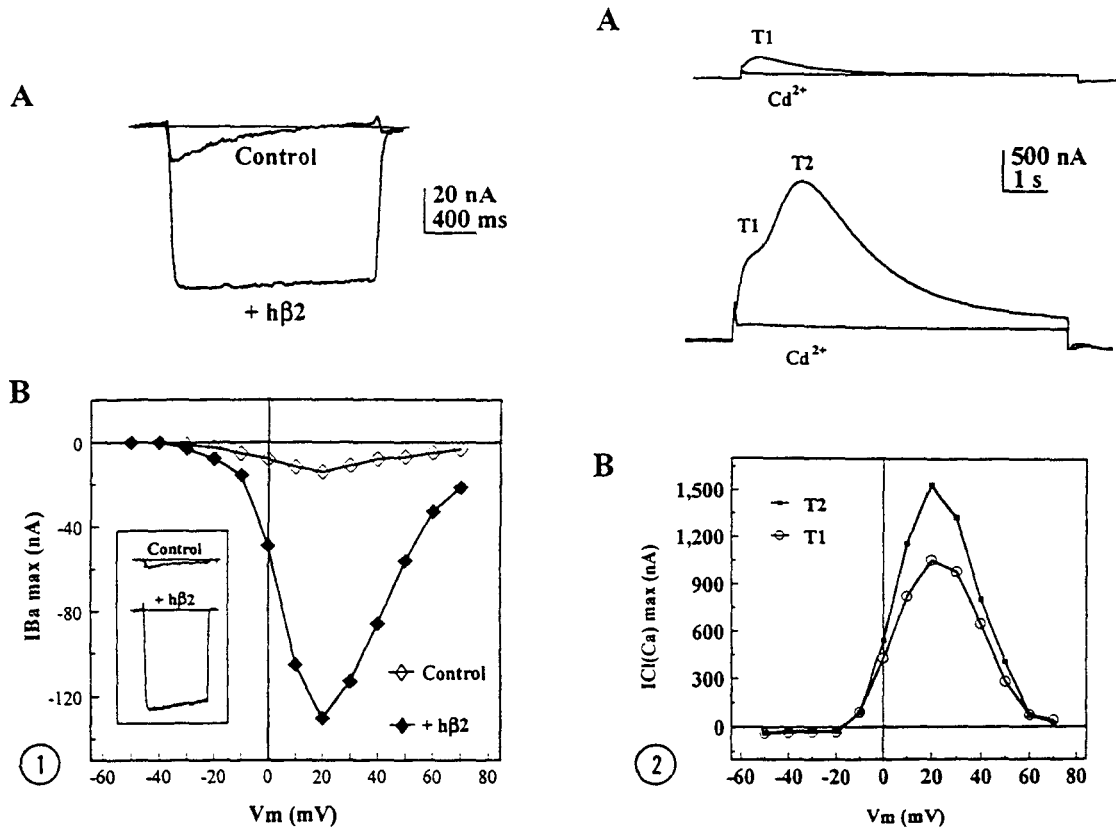 A
Control
20 nA
400 ms
+ hβ2
B
IBa max (nA)
0
-40
-80
-120
Control
+ hβ2
Control
+ hβ2
-60 -40 -20 0 20 40 60 80
Vm (mV)
1
A
T1
Cd²⁺
T2
T1
500 nA
1 s
Cd²⁺
B
ICl(Ca) max (nA)
1,500
1,200
900
600
300
0
T2
T1
-60 -40 -20 0 20 40 60 80
Vm (mV)
2